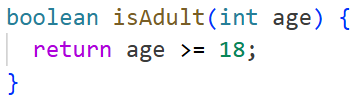 boolean isAdult(int age) {
  return age >= 18;
}